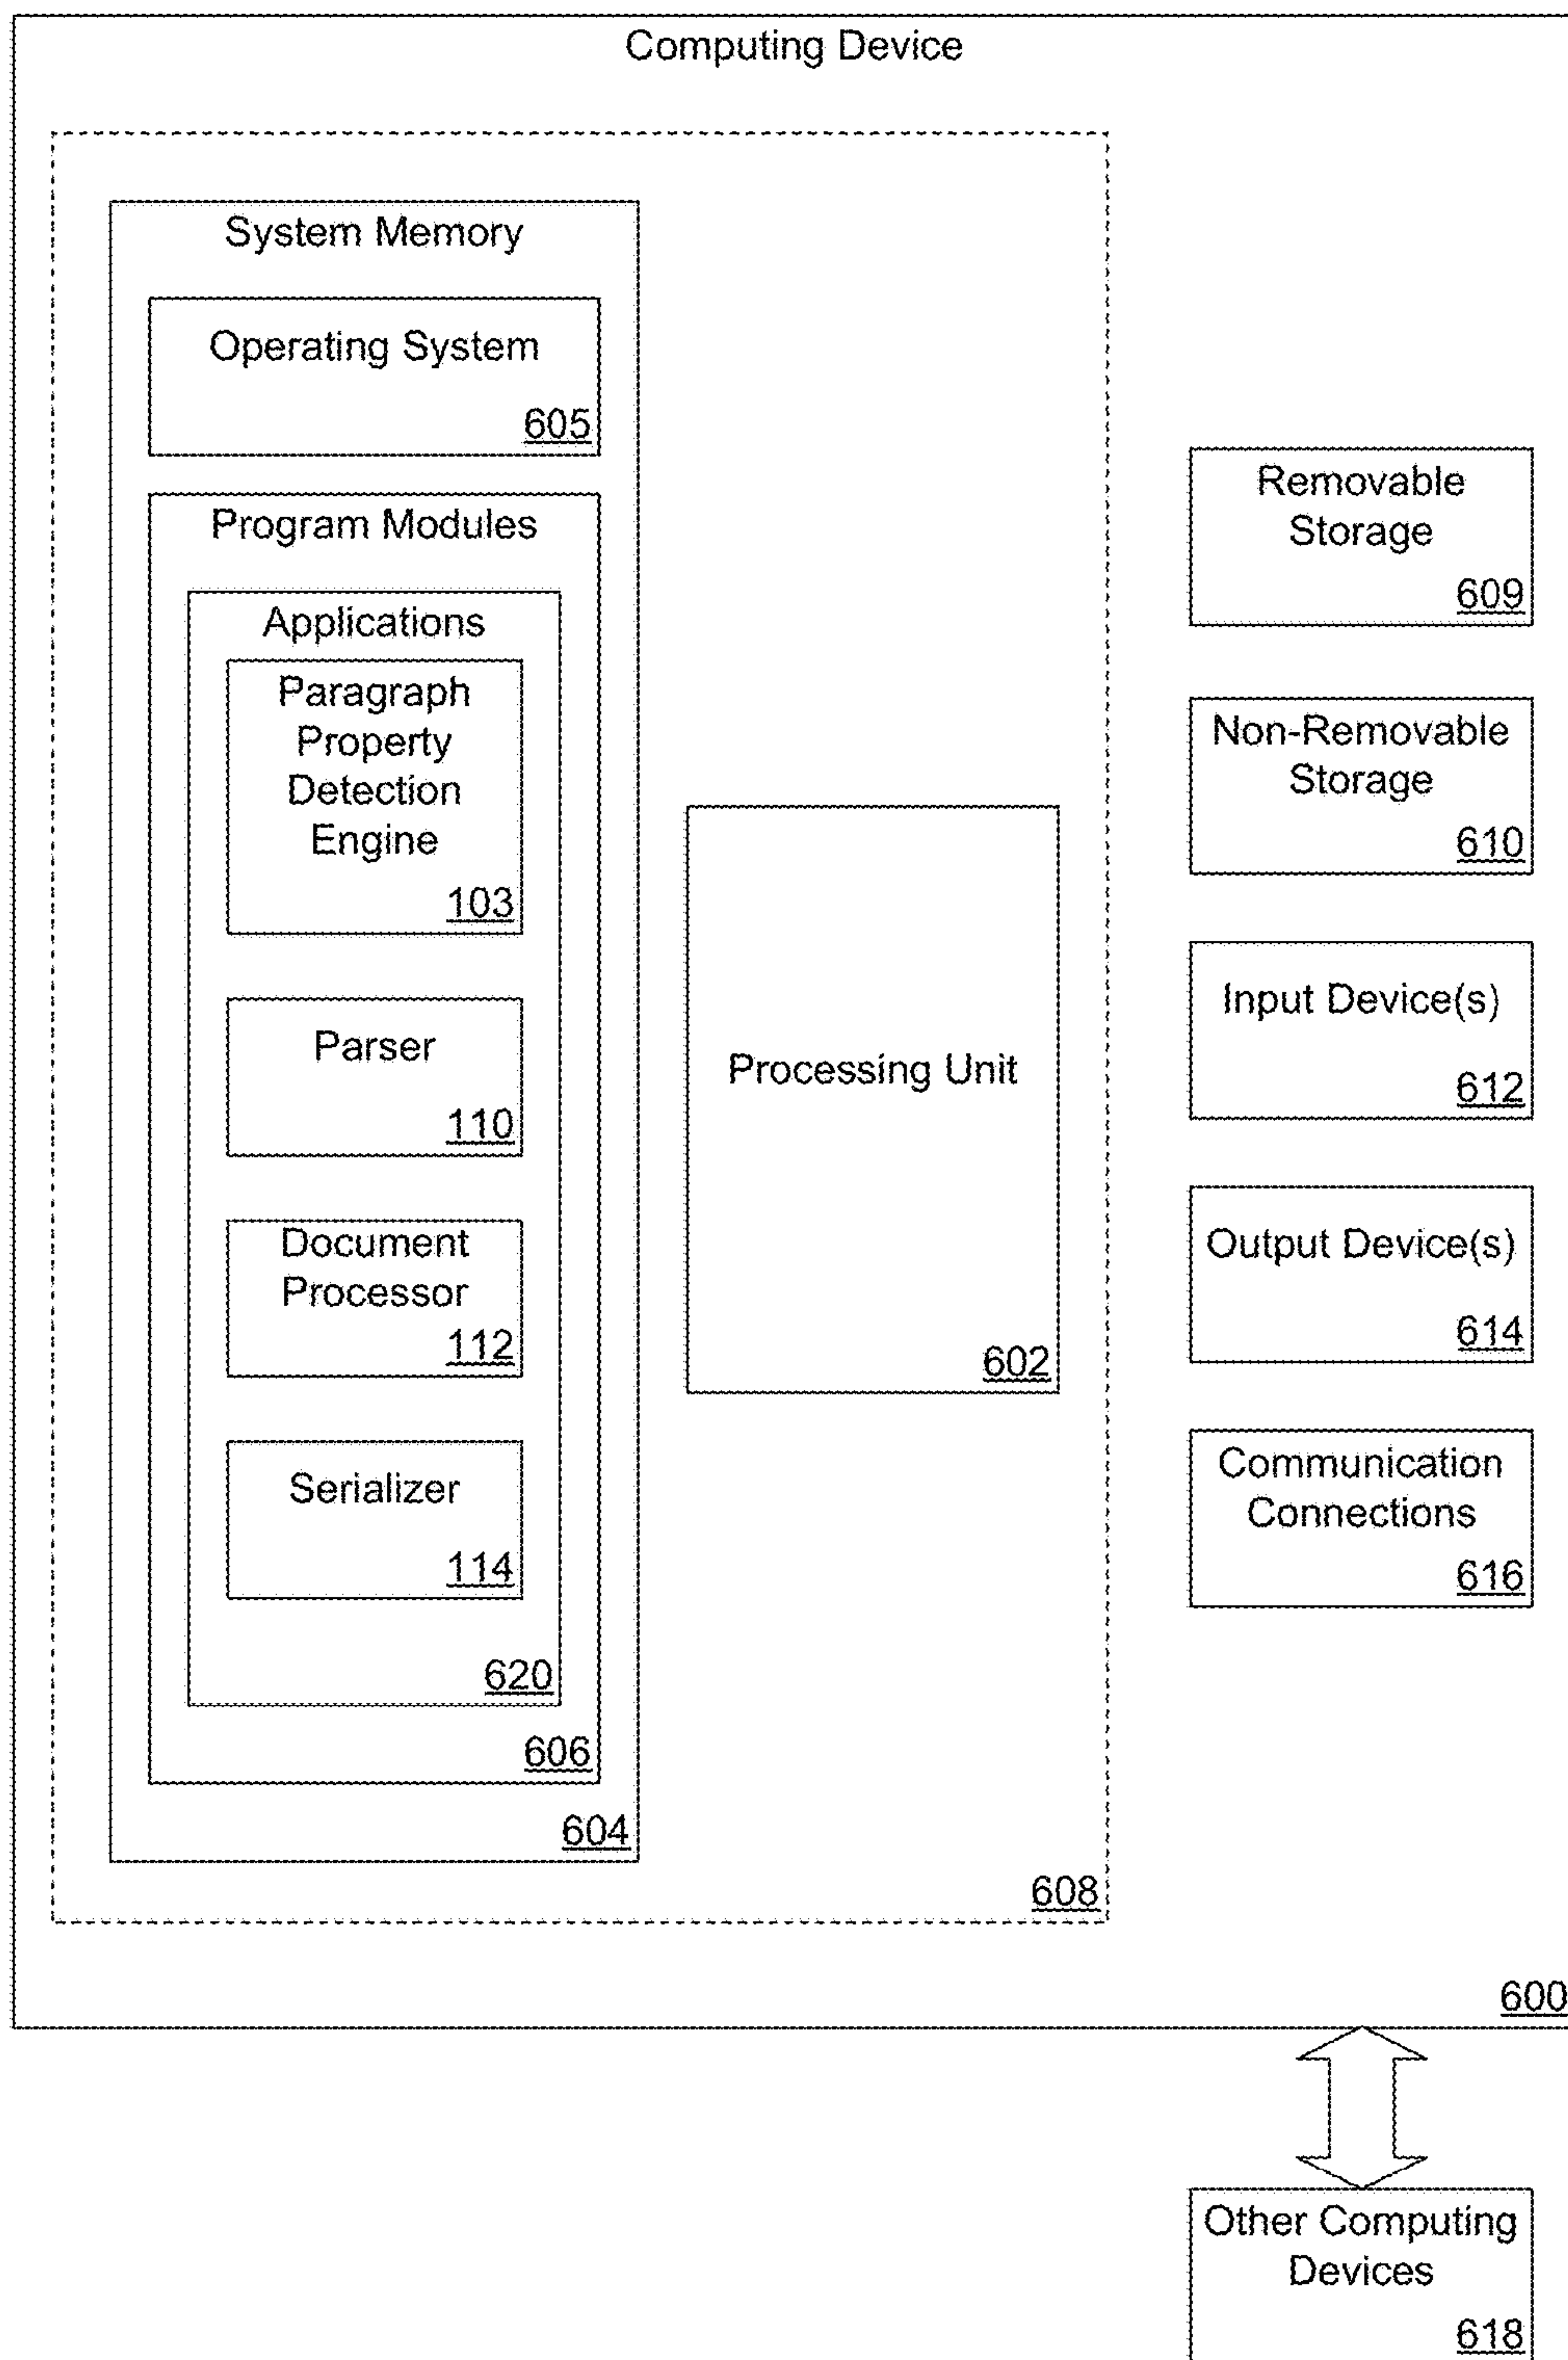 Computing Device
System Memory
Operating System
605
Program Modules
Applications
Paragraph
Property
Detection
Engine
103
Parser
110
Document
Processor
112
Serializer
114
620
606
604
Processing Unit
602
608
Removable
Storage
609
Non-Removable
Storage
610
Input Device(s)
612
Output Device(s)
614
Communication
Connections
616
600
Other Computing
Devices
618